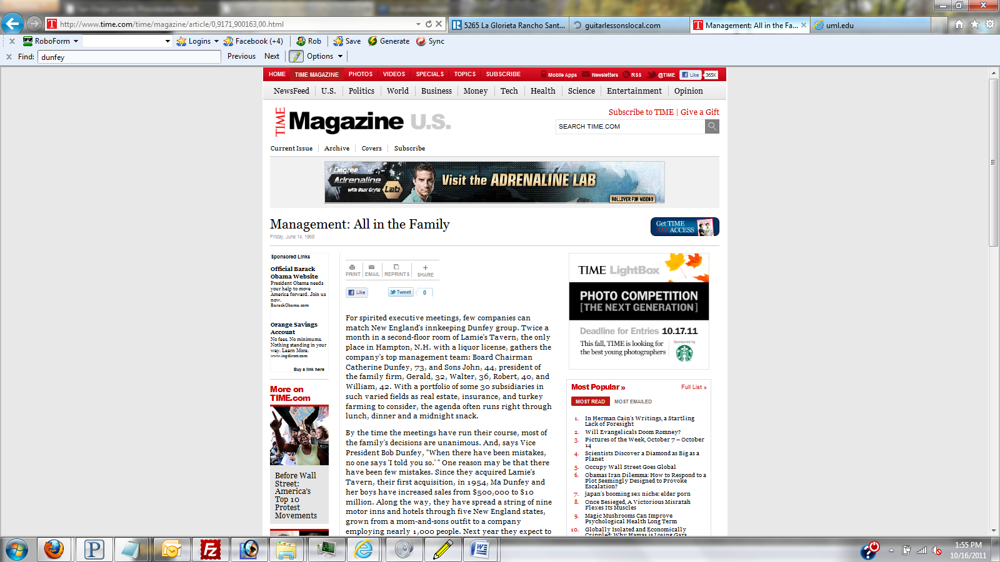 http://www.time.com/time/magazine/article/0,9171,900163,00.html
5265 La Glorieta Rancho Sant...
guitarlessonslocal.com
Management: All in the Fa...
uml.edu
RoboForm
Logins
Facebook (+4)
Rob
Save
Generate
Sync
Find:
dunfey
Previous
Next
Options
HOME
TIME MAGAZINE
PHOTOS
VIDEOS
SPECIALS
TOPICS
SUBSCRIBE
Mobile Apps
Newsletters
RSS
@TIME
Like
365K
NewsFeed
U.S.
Politics
World
Business
Money
Tech
Health
Science
Entertainment
Opinion
TIME Magazine U.S.
Subscribe to TIME | Give a Gift
SEARCH TIME.COM
Current Issue
Archive
Covers
Subscribe
Degree
Adrenaline
with Bear Grylls
Lab
Visit the ADRENALINE LAB
ROLLOVER FOR VIDEOS
Management: All in the Family
Friday, June 14, 1968
Get TIME
ALL ACCESS
Sponsored Links
Official Barack
Obama Website
President Obama needs
your help to move
America forward. Join us
now.
BarackObama.com
Orange Savings
Account
No fees. No minimums.
Nothing standing in your
way. Learn More.
www.ingdirect.com
Buy a link here
More on
TIME.com
Before Wall
Street:
America's
Top 10
Protest
Movements
PRINT
EMAIL
REPRINTS
SHARE
Like
Tweet
0
For spirited executive meetings, few companies can
match New England's innkeeping Dunfey group. Twice a
month in a second-floor room of Lamie's Tavern, the only
place in Hampton, N.H. with a liquor license, gathers the
company's top management team: Board Chairman
Catherine Dunfey, 73, and Sons John, 44, president of
the family firm, Gerald, 32, Walter, 36, Robert, 40, and
William, 42. With a portfolio of some 30 subsidiaries in
such varied fields as real estate, insurance, and turkey
farming to consider, the agenda often runs right through
lunch, dinner and a midnight snack.
By the time the meetings have run their course, most of
the family's decisions are unanimous. And, says Vice
President Bob Dunfey, "When there have been mistakes,
no one says 'I told you so.' " One reason may be that there
have been few mistakes. Since they acquired Lamie's
Tavern, their first acquisition, in 1954, Ma Dunfey and
her boys have increased sales from $500,000 to $10
million. Along the way, they have spread a string of nine
motor inns and hotels through five New England states,
grown from a mom-and-sons outfit to a company
employing nearly 1,000 people. Next year they expect to
TIME LightBox
PHOTO COMPETITION
[THE NEXT GENERATION]
Deadline for Entries 10.17.11
This fall, TIME is looking for
the best young photographers
Sponsored by
Most Popular »
Full List »
MOST READ
MOST EMAILED
1. In Herman Cain's Writings, a Startling
Lack of Foresight
2. Will Evangelicals Doom Romney?
3. Pictures of the Week, October 7 – October
14
4. Scientists Discover a Diamond as Big as a
Planet
5. Occupy Wall Street Goes Global
6. Obamas Iran Dilemma: How to Respond to a
Plot Seemingly Designed to Provoke
Escalation?
7. japan's booming sex niche: elder porn
8. Once Besieged, A Victorious Misratah
Flexes Its Muscles
9. Magic Mushrooms Can Improve
Psychological Health Long Term
10. Globally Isolated and Economically
Crippled: Why Hamas is Losing Gaza
1:55 PM
10/16/2011